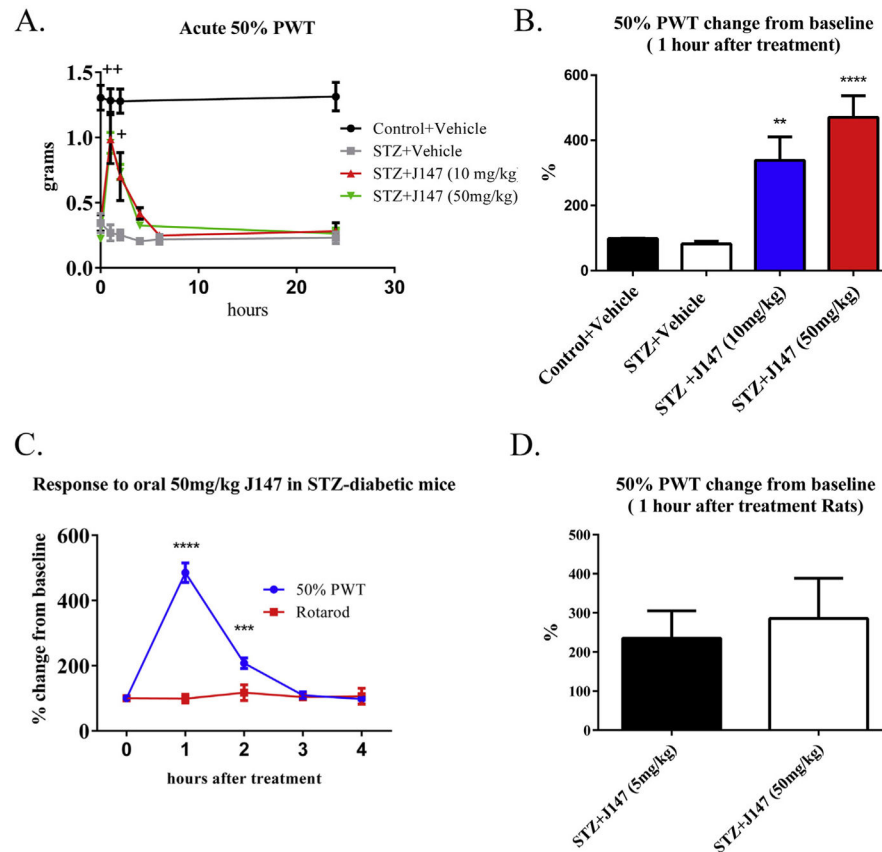 A.
Acute 50% PWT
++
+
1.5
1.0
0.5
0.0
grams
0
10
20
30
hours
Control+Vehicle
STZ+Vehicle
STZ+J147 (10 mg/kg)
STZ+J147 (50mg/kg)
B.
50% PWT change from baseline
( 1 hour after treatment)
600
400
200
0
%
**
****
Control+Vehicle
STZ+Vehicle
STZ +J147 (10mg/kg)
STZ+J147 (50mg/kg)
C.
Response to oral 50mg/kg J147 in STZ-diabetic mice
600
400
200
0
% change from baseline
****
***
50% PWT
Rotarod
0
1
2
3
4
hours after treatment
D.
50% PWT change from baseline
( 1 hour after treatment Rats)
500
400
300
200
100
0
%
STZ+J147 (5mg/kg)
STZ+J147 (50mg/kg)